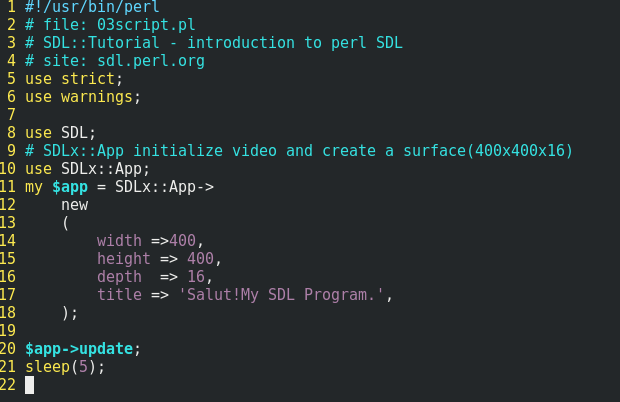 1 #!/usr/bin/perl
2 # file: 03script.pl
3 # SDL::Tutorial - introduction to perl SDL
4 # site: sdl.perl.org
5 use strict;
6 use warnings;
7
8 use SDL;
9 # SDLx::App initialize video and create a surface(400x400x16)
10 use SDLx::App;
11 my $app = SDLx::App->
12     new
13     (
14         width =>400,
15         height => 400,
16         depth  => 16,
17         title => 'Salut!My SDL Program.',
18     );
19
20 $app->update;
21 sleep(5);
22